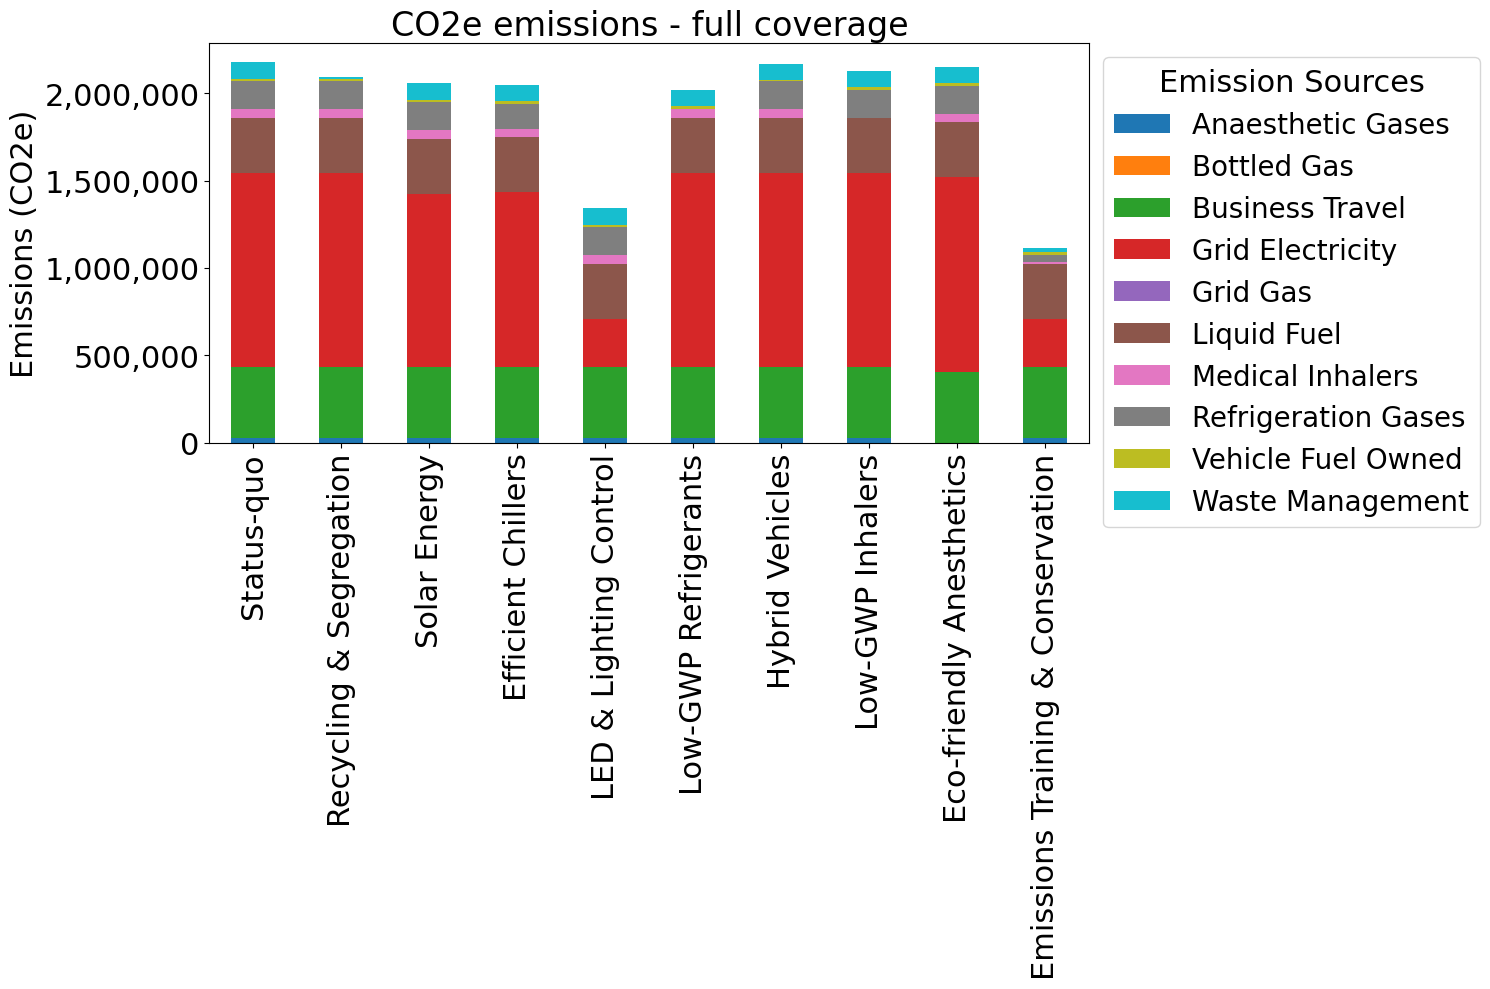 CO2e emissions - full coverage
Emissions (CO2e)
2,000,000
1,500,000
1,000,000
500,000
0
Status-quo
Recycling & Segregation
Solar Energy
Efficient Chillers
LED & Lighting Control
Low-GWP Refrigerants
Hybrid Vehicles
Low-GWP Inhalers
Eco-friendly Anesthetics
Emissions Training & Conservation
Emission Sources
Anaesthetic Gases
Bottled Gas
Business Travel
Grid Electricity
Grid Gas
Liquid Fuel
Medical Inhalers
Refrigeration Gases
Vehicle Fuel Owned
Waste Management